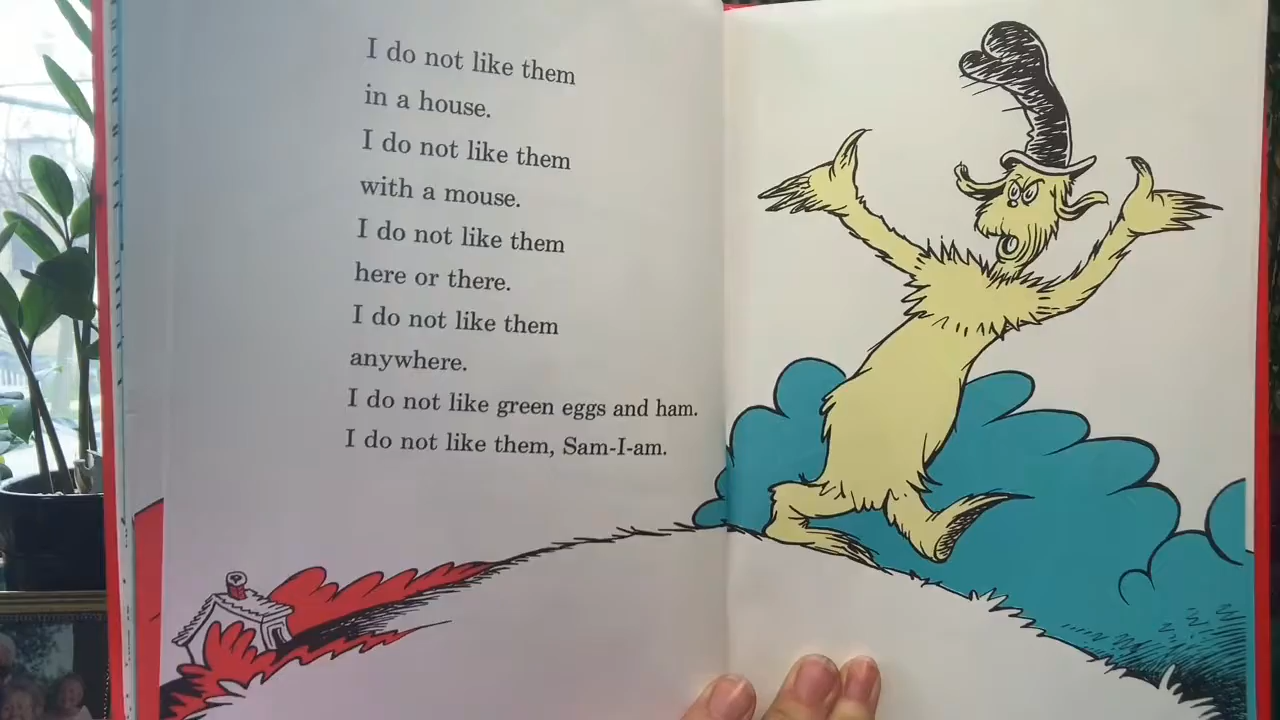 I do not like them
in a house.
I do not like them
with a mouse.
I do not like them
here or there.
I do not like them
anywhere.
I do not like green eggs and ham.
I do not like them, Sam-I-am.